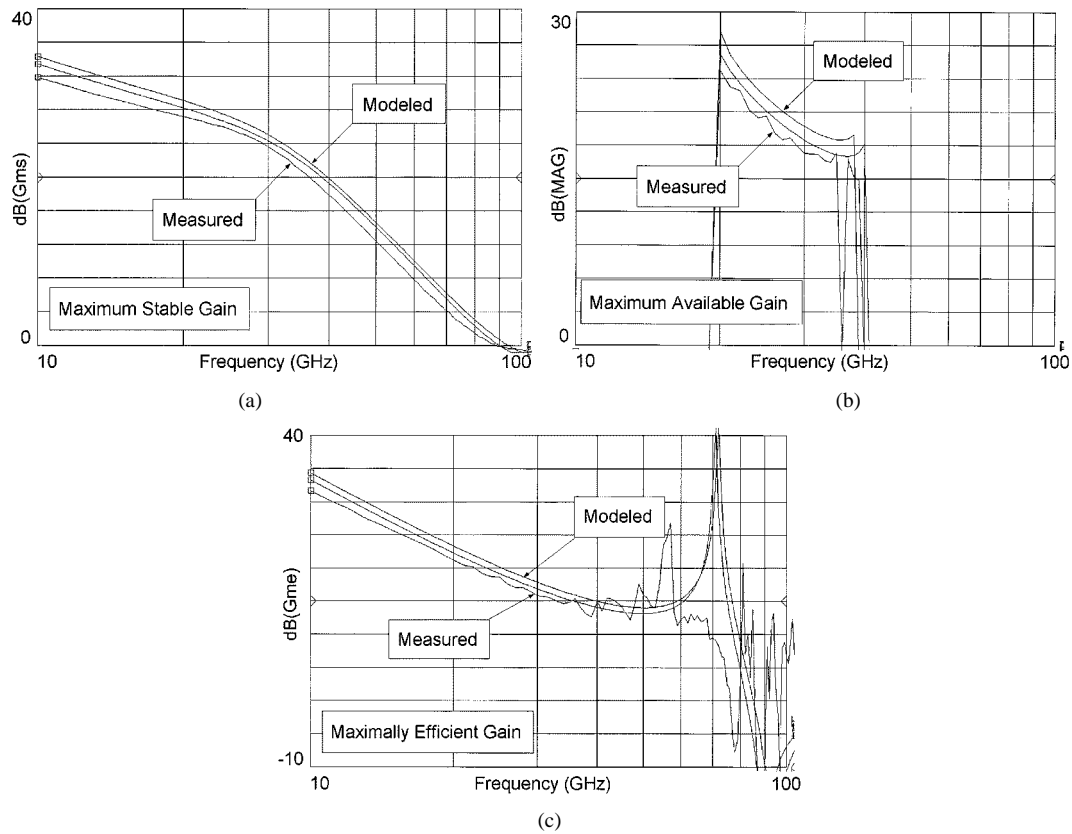 40
dB(Gms)
Modeled
Measured
Maximum Stable Gain
0
10
Frequency (GHz)
100
(a)
30
dB(MAG)
Modeled
Measured
Maximum Available Gain
0
10
Frequency (GHz)
100
(b)
40
dB(Gme)
Modeled
Measured
Maximally Efficient Gain
-10
10
Frequency (GHz)
100
(c)